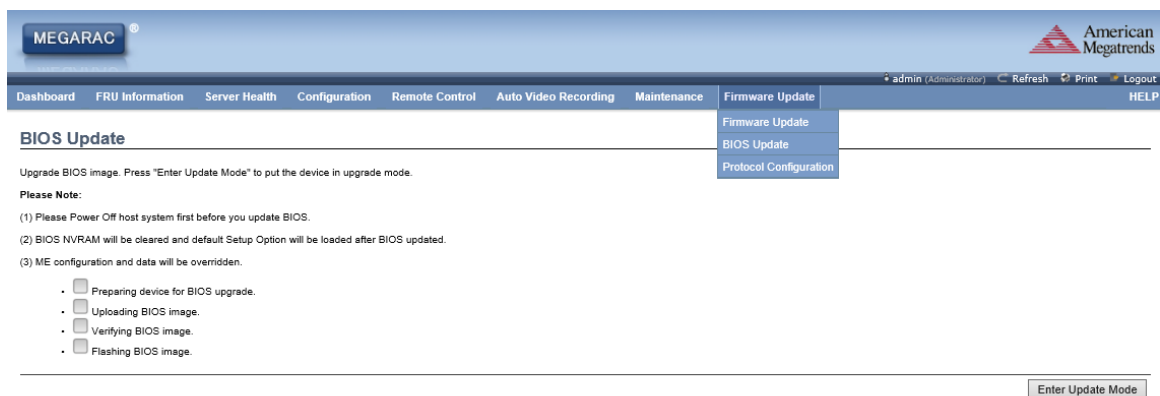 MEGARAC ®
American
Megatrends
admin (Administrator) Refresh Print Logout
Dashboard FRU Information Server Health Configuration Remote Control Auto Video Recording Maintenance Firmware Update HELP
Firmware Update
BIOS Update
Protocol Configuration
BIOS Update
Upgrade BIOS image. Press "Enter Update Mode" to put the device in upgrade mode.
Please Note:
(1) Please Power Off host system first before you update BIOS.
(2) BIOS NVRAM will be cleared and default Setup Option will be loaded after BIOS updated.
(3) ME configuration and data will be overridden.
• Preparing device for BIOS upgrade.
• Uploading BIOS image.
• Verifying BIOS image.
• Flashing BIOS image.
Enter Update Mode